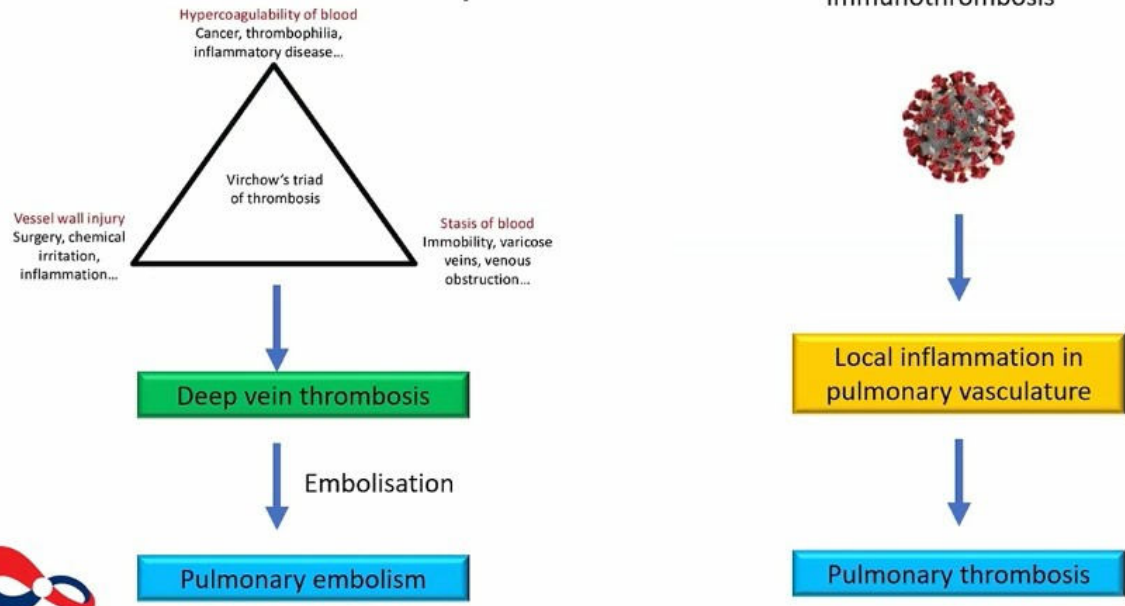 Hypercoagulability of blood
Cancer, thrombophilia,
inflammatory disease...
Virchow's triad
of thrombosis
Vessel wall injury
Surgery, chemical
irritation,
inflammation...
Stasis of blood
Immobility, varicose
veins, venous
obstruction...
Deep vein thrombosis
Embolisation
Pulmonary embolism
Immunothrombosis
Local inflammation in
pulmonary vasculature
Pulmonary thrombosis